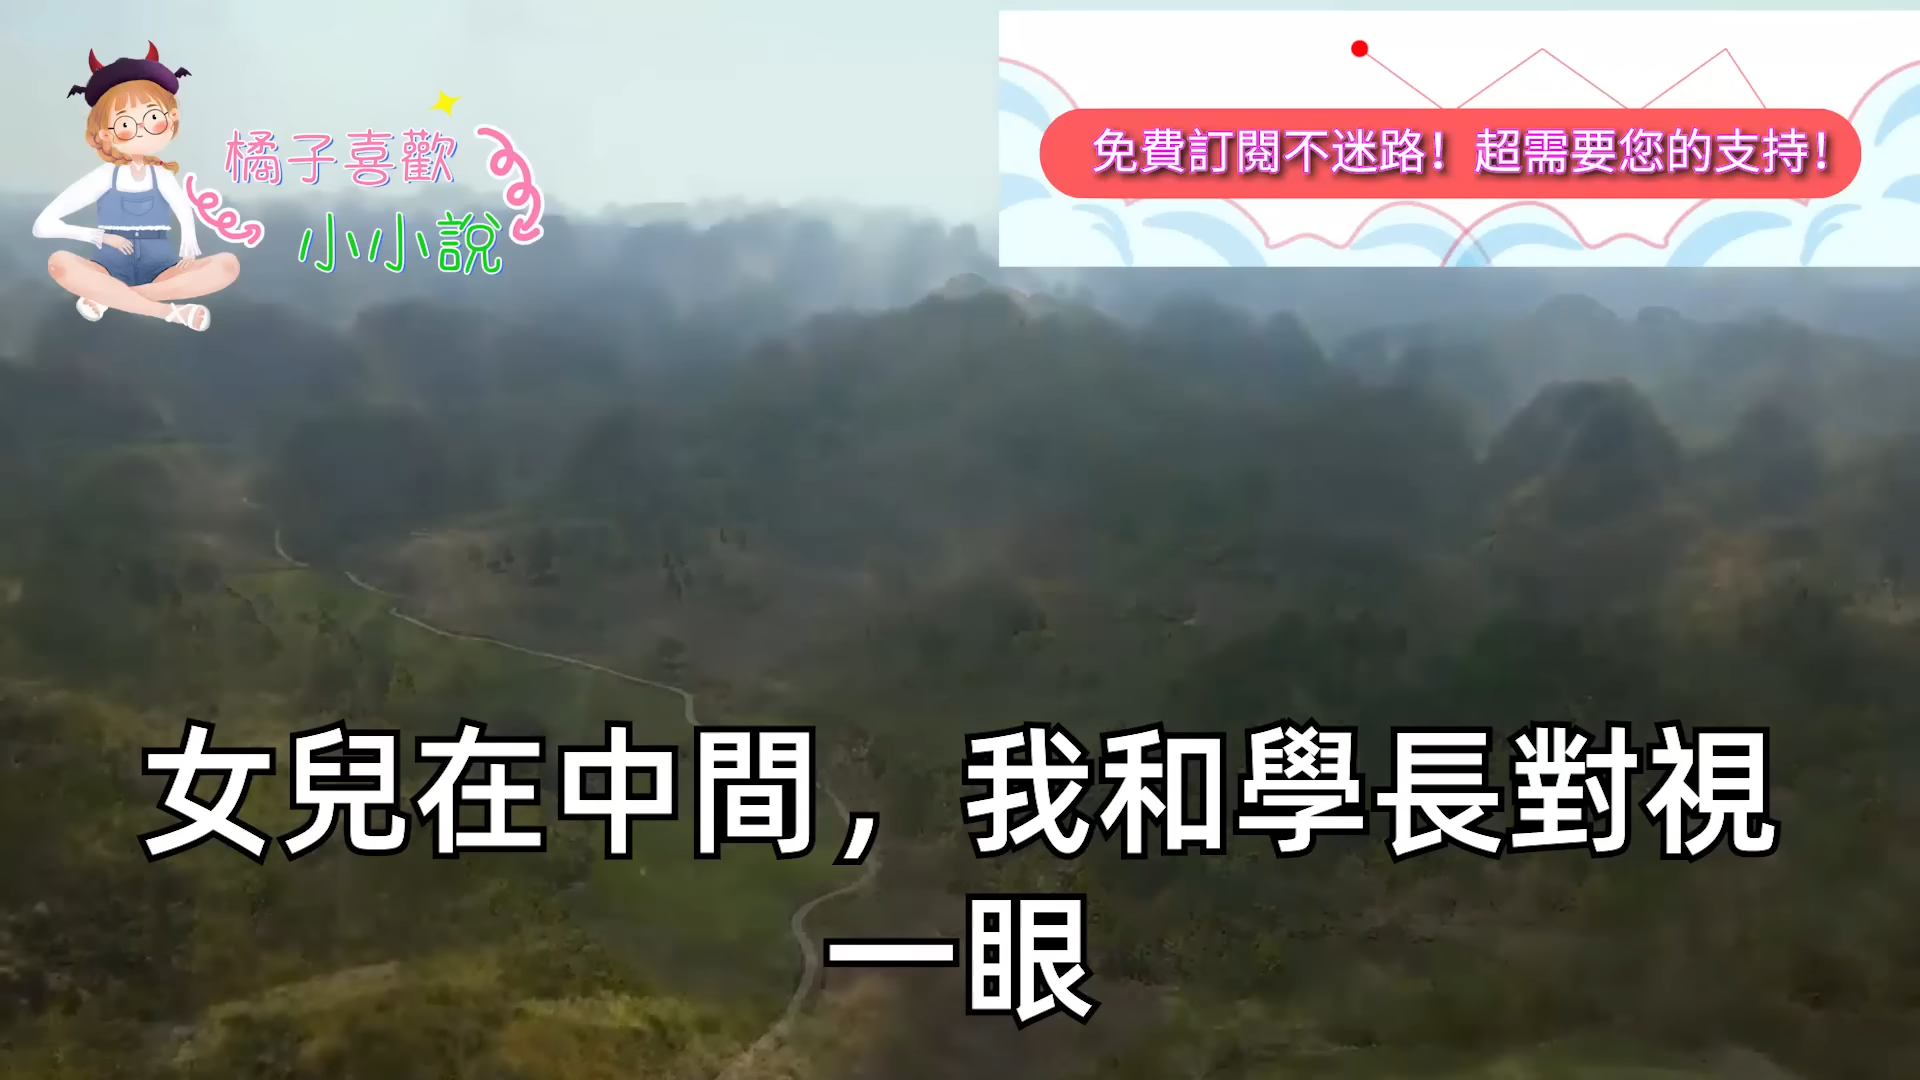 橘子喜歡
小小說
免費訂閱不迷路！超需要您的支持！
女兒在中間，我和學長對視
一眼